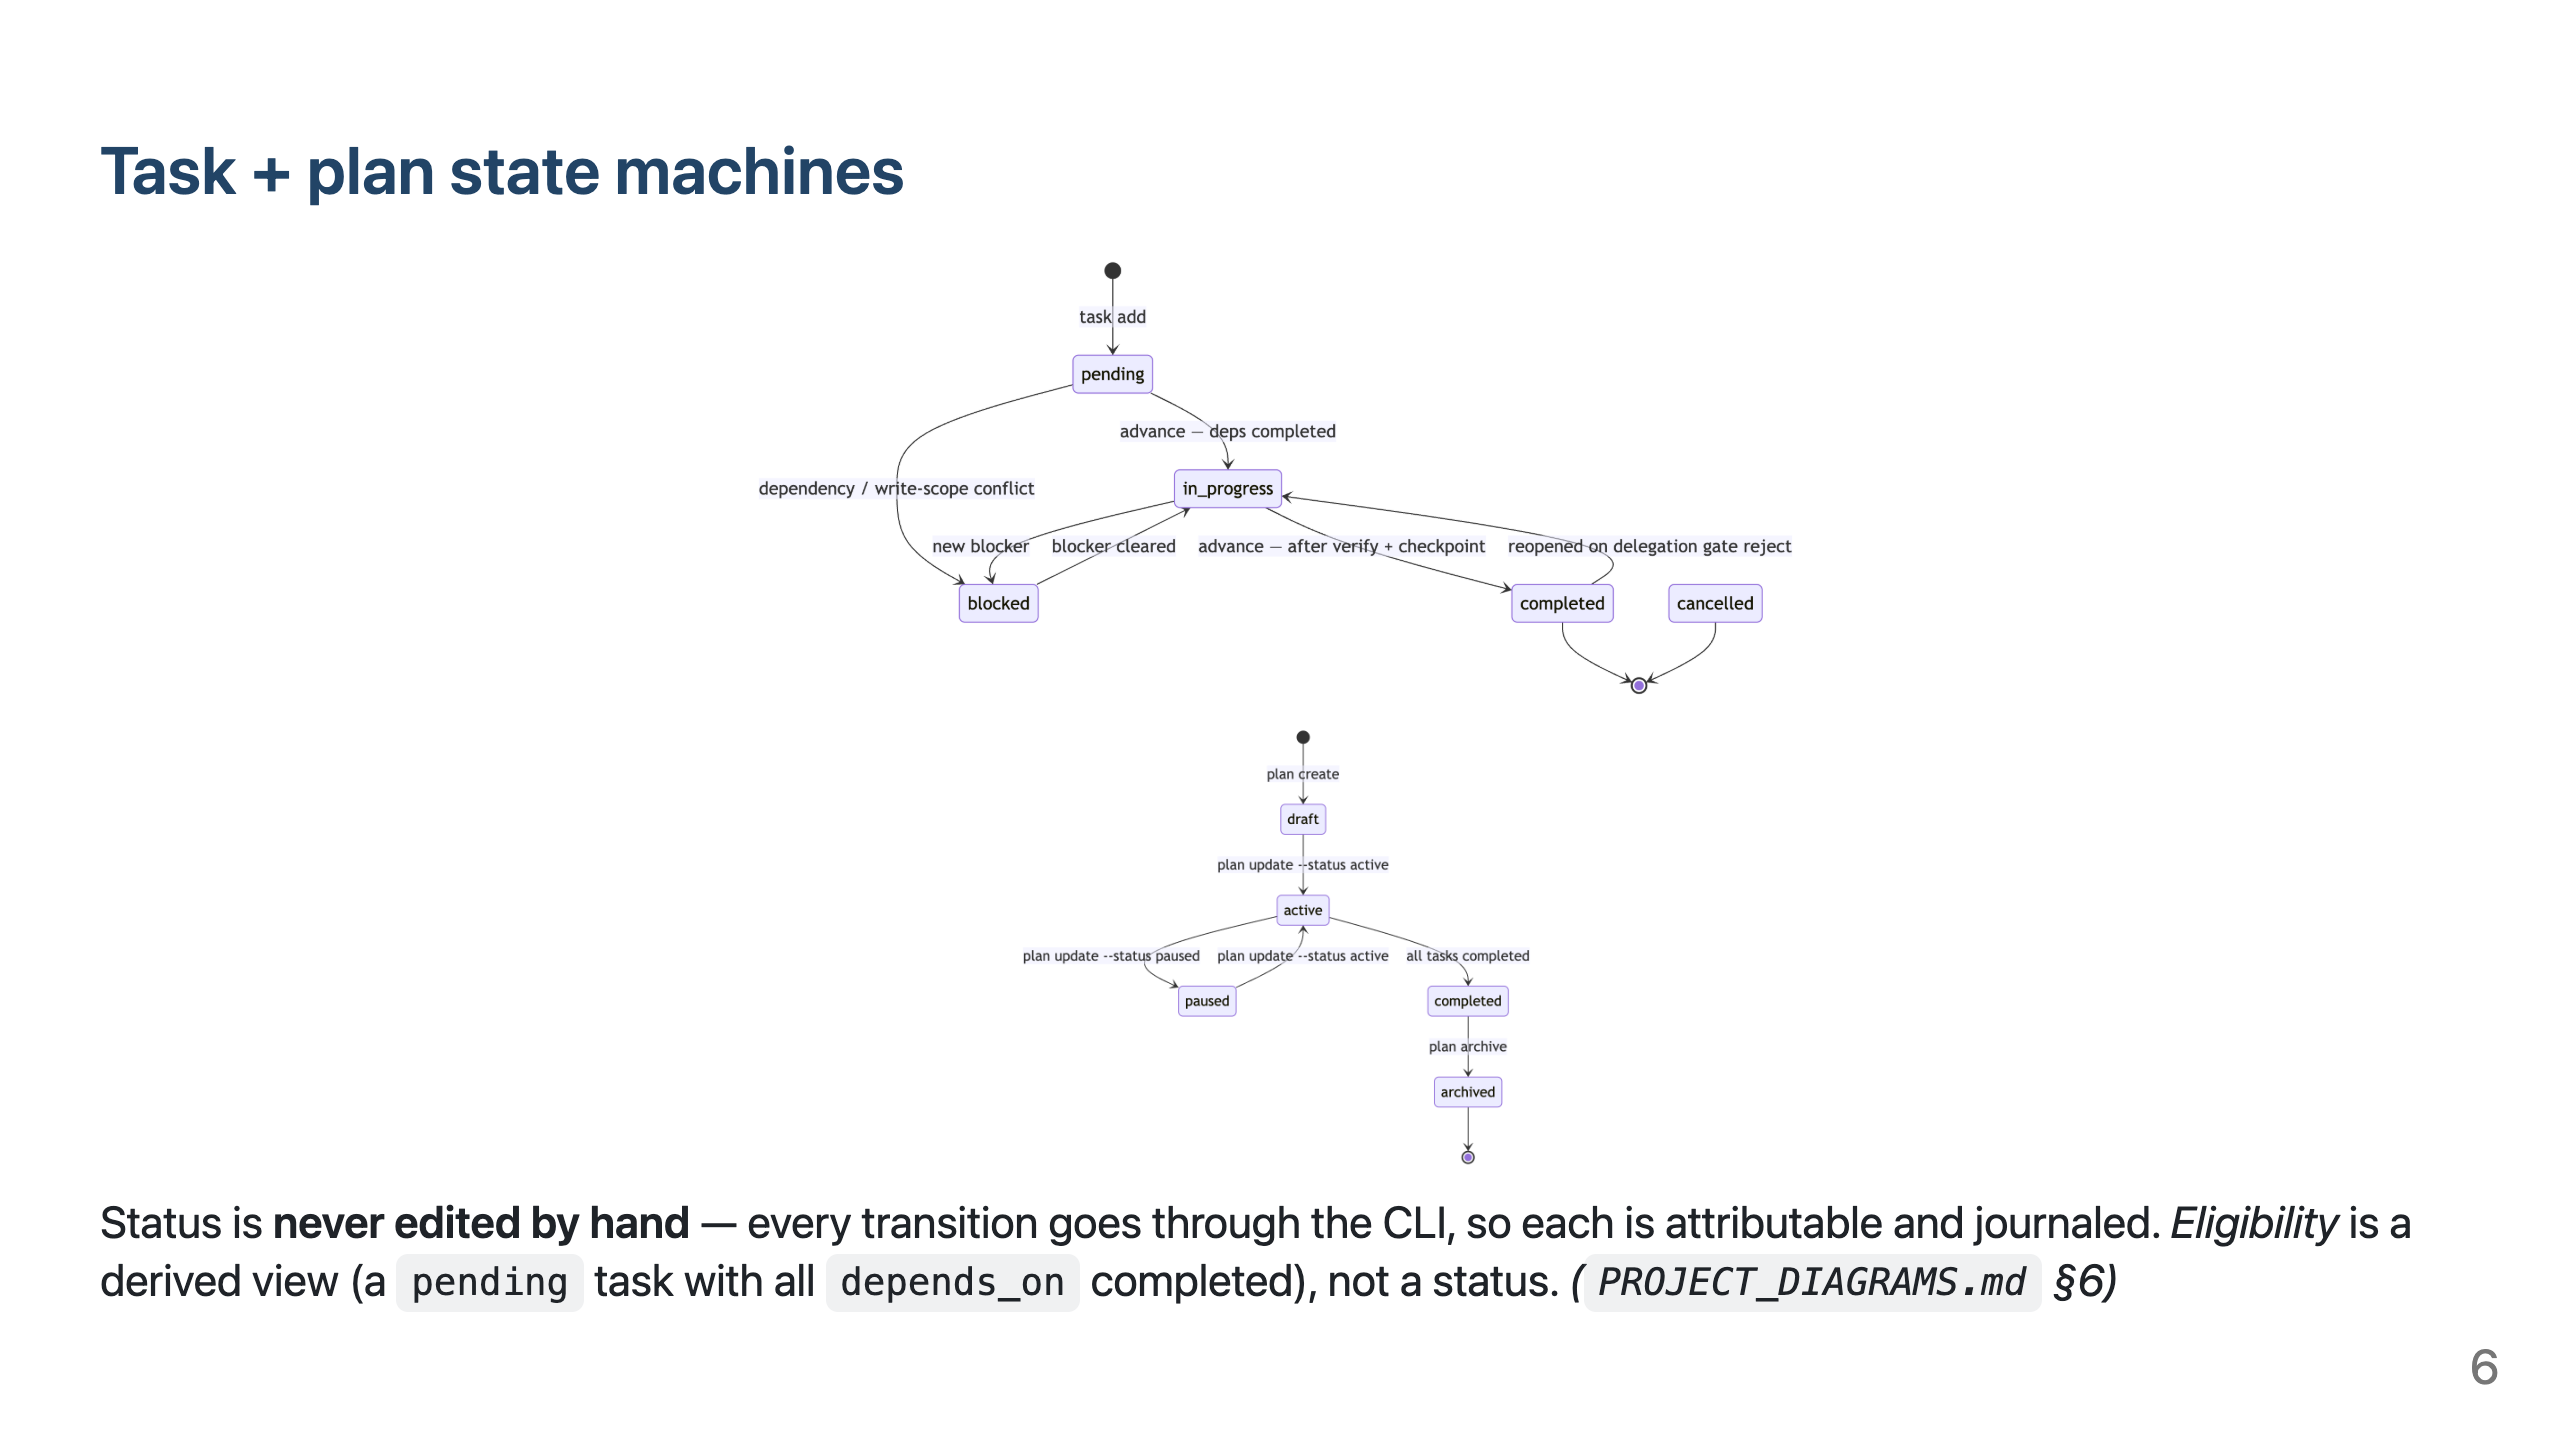 Task + plan state machines
task add
pending
advance — deps completed
dependency / write-scope conflict
in_progress
new blocker
blocker cleared
advance — after verify + checkpoint
reopened on delegation gate reject
blocked
completed
cancelled
plan create
draft
plan update --status active
active
plan update --status paused
plan update --status active
all tasks completed
paused
completed
plan archive
archived
Status is never edited by hand — every transition goes through the CLI, so each is attributable and journaled. Eligibility is a
derived view (a pending task with all depends_on completed), not a status. (PROJECT_DIAGRAMS.md §6)
6